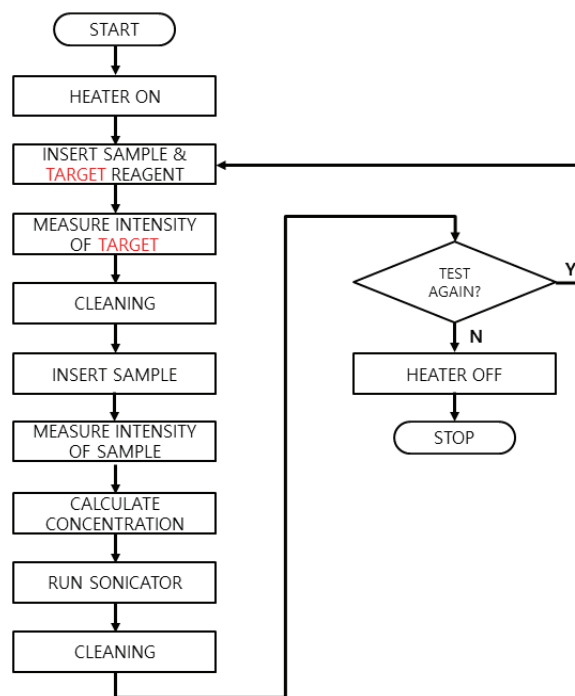 START
HEATER ON
INSERT SAMPLE &
TARGET REAGENT
MEASURE INTENSITY
OF TARGET
CLEANING
INSERT SAMPLE
MEASURE INTENSITY
OF SAMPLE
CALCULATE
CONCENTRATION
RUN SONICATOR
CLEANING
TEST
AGAIN?
Y
N
HEATER OFF
STOP